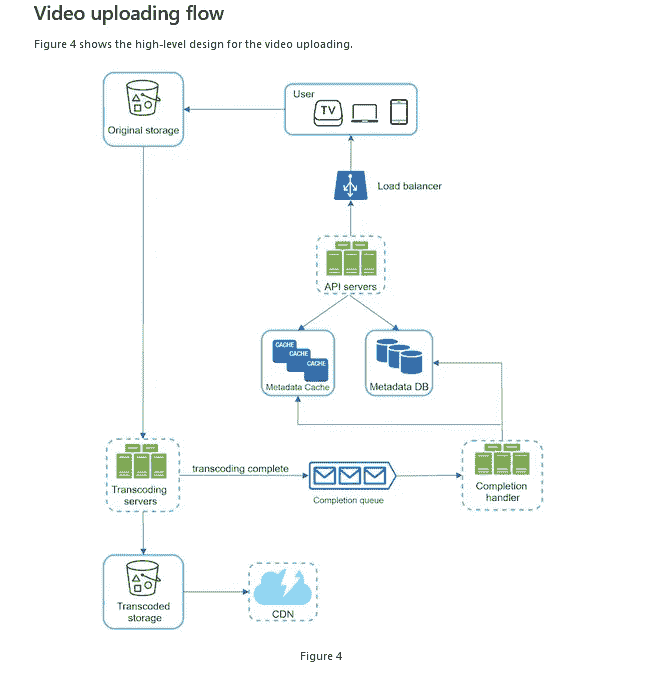 Video uploading flow
Figure 4 shows the high-level design for the video uploading.
User
TV
Original storage
Load balancer
API servers
CACHE
CACHE
CACHE
Metadata Cache
Metadata DB
transcoding complete
Transcoding
servers
Completion queue
Completion
handler
Transcoded
storage
CDN
Figure 4